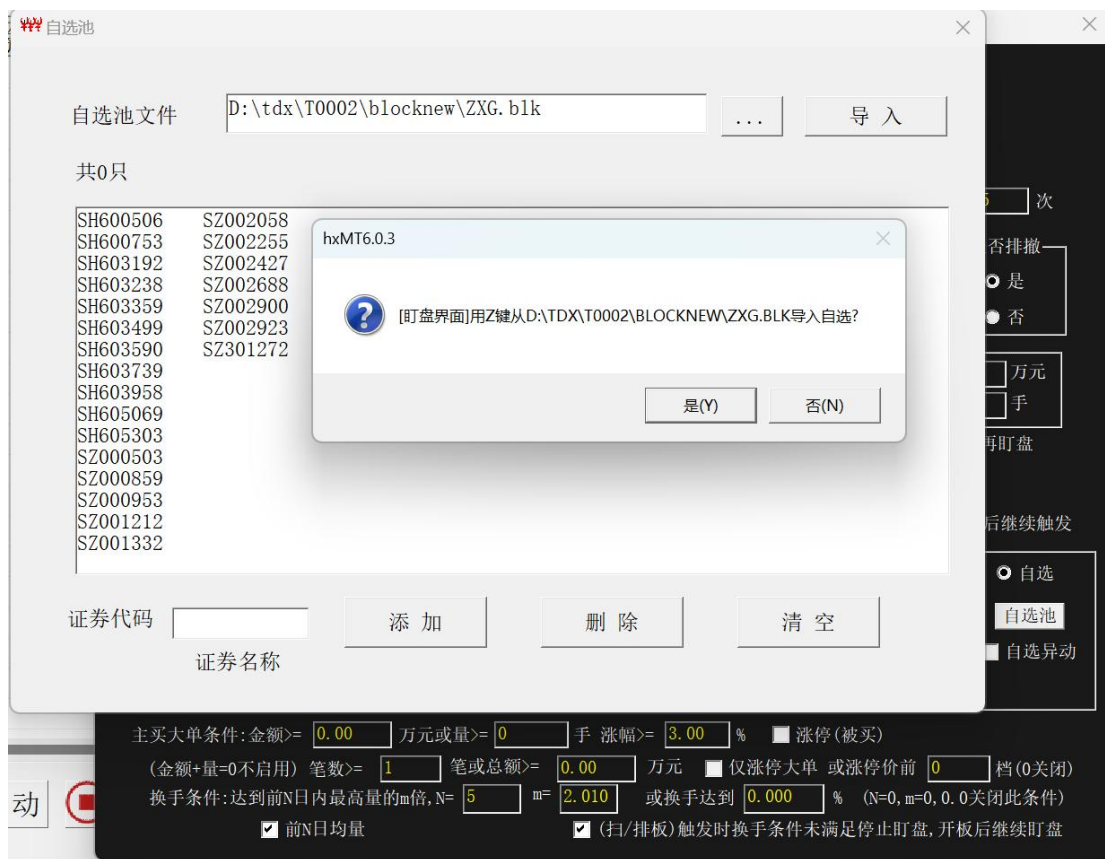 自选池
自选池文件
D:\tdx\T0002\blocknew\ZXG.blk
...
导 入
共0只
SH600506 SZ002058
SH600753 SZ002255
SH603192 SZ002427
SH603238 SZ002688
SH603359 SZ002900
SH603499 SZ002923
SH603590 SZ301272
SH603739
SH603958
SH605069
SH605303
SZ000503
SZ000859
SZ000953
SZ001212
SZ001332
hxMT6.0.3
[盯盘界面]用Z键从D:\TDX\T0002\BLOCKNEW\ZXG.BLK导入自选?
是(Y)
否(N)
证券代码
添 加
删 除
清 空
证券名称
次
否排撤
是
否
万元
手
再盯盘
后继续触发
自选
自选池
自选异动
主买大单条件:金额>= 0.00 万元或量>= 0 手 涨幅>= 3.00 % 涨停(被买)
(金额+量=0不启用) 笔数>= 1 笔或总额>= 0.00 万元 仅涨停大单 或涨停价前 0 档(0关闭)
动
换手条件:达到前N日内最高量的m倍,N= 5 m= 2.010 或换手达到 0.000 % (N=0,m=0,0.0关闭此条件)
前N日均量
(扫/排板)触发时换手条件未满足停止盯盘,开板后继续盯盘